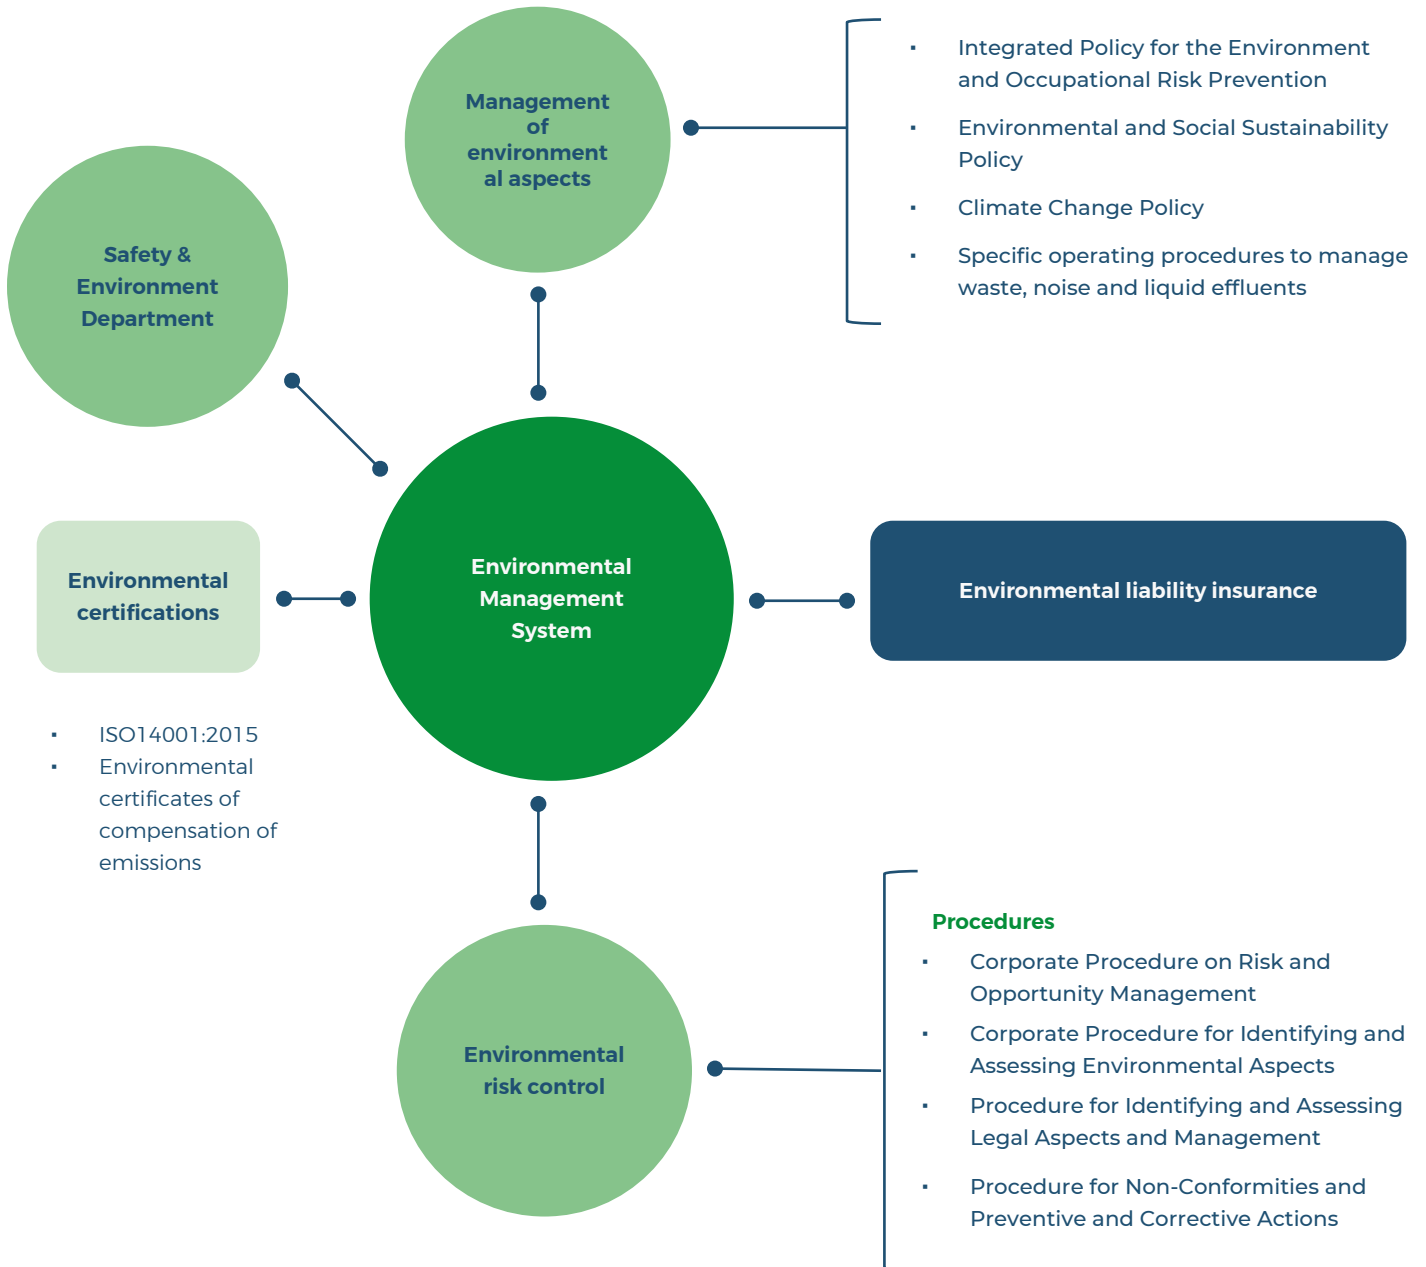 Management
of
environment
al aspects
▪ Integrated Policy for the Environment
and Occupational Risk Prevention
▪ Environmental and Social Sustainability
Policy
▪ Climate Change Policy
▪ Specific operating procedures to manage
waste, noise and liquid effluents
Safety &
Environment
Department
Environmental
certifications
▪ ISO14001:2015
▪ Environmental
certificates of
compensation of
emissions
Environmental
Management
System
Environmental liability insurance
Environmental
risk control
Procedures
▪ Corporate Procedure on Risk and
Opportunity Management
▪ Corporate Procedure for Identifying and
Assessing Environmental Aspects
▪ Procedure for Identifying and Assessing
Legal Aspects and Management
▪ Procedure for Non-Conformities and
Preventive and Corrective Actions